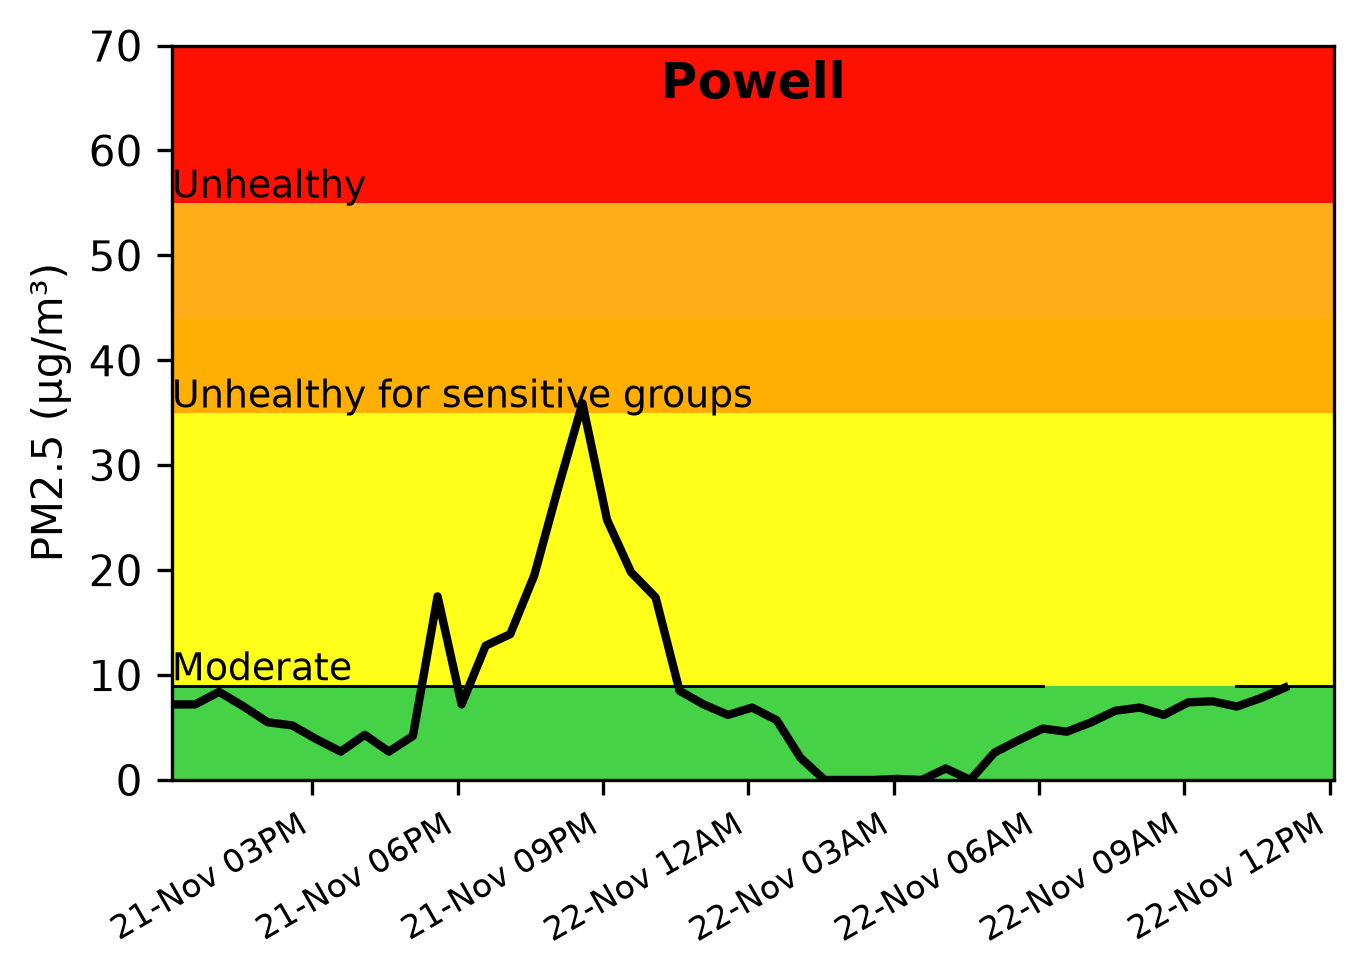 Powell
70
60
50
40
30
20
10
0
PM2.5 (µg/m³)
Unhealthy
Unhealthy for sensitive groups
Moderate
21-Nov 03PM
21-Nov 06PM
21-Nov 09PM
22-Nov 12AM
22-Nov 03AM
22-Nov 06AM
22-Nov 09AM
22-Nov 12PM